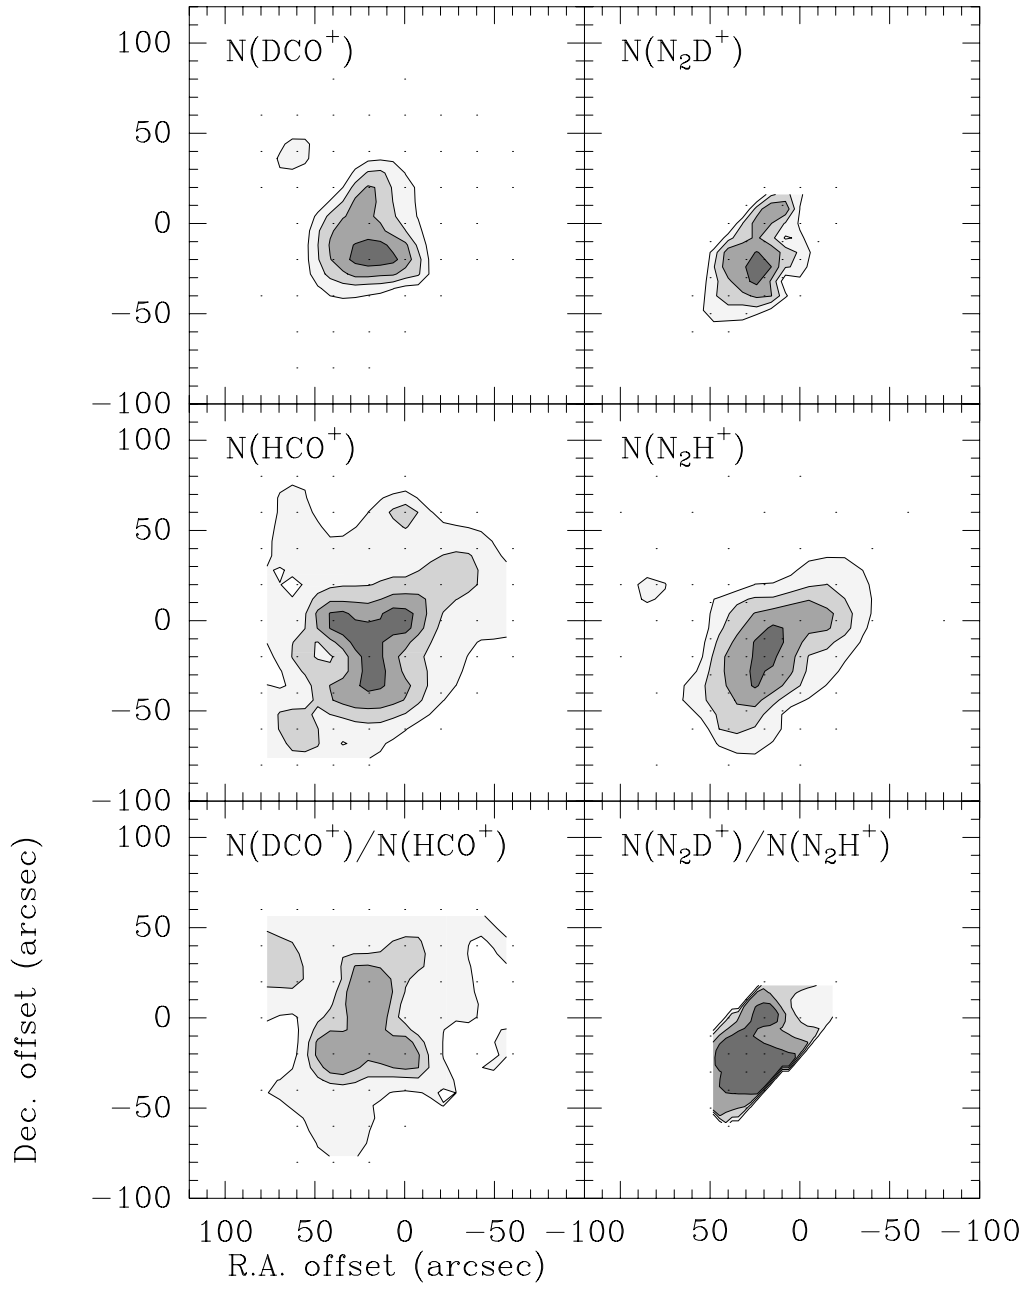 N(DCO⁺)
N(N₂D⁺)
100
50
0
−50
−100
N(HCO⁺)
N(N₂H⁺)
100
50
0
−50
−100
N(DCO⁺)/N(HCO⁺)
N(N₂D⁺)/N(N₂H⁺)
100
50
0
−50
−100
Dec. offset (arcsec)
100 50 0 −50 −100 50 0 −50 −100
R.A. offset (arcsec)